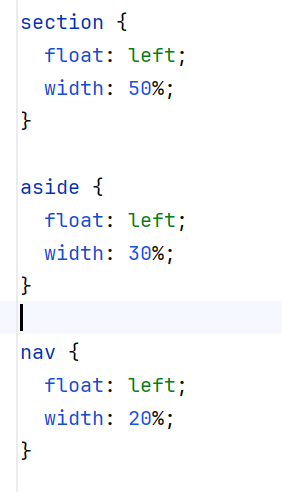 section {
  float: left;
  width: 50%;
}

aside {
  float: left;
  width: 30%;
}

nav {
  float: left;
  width: 20%;
}